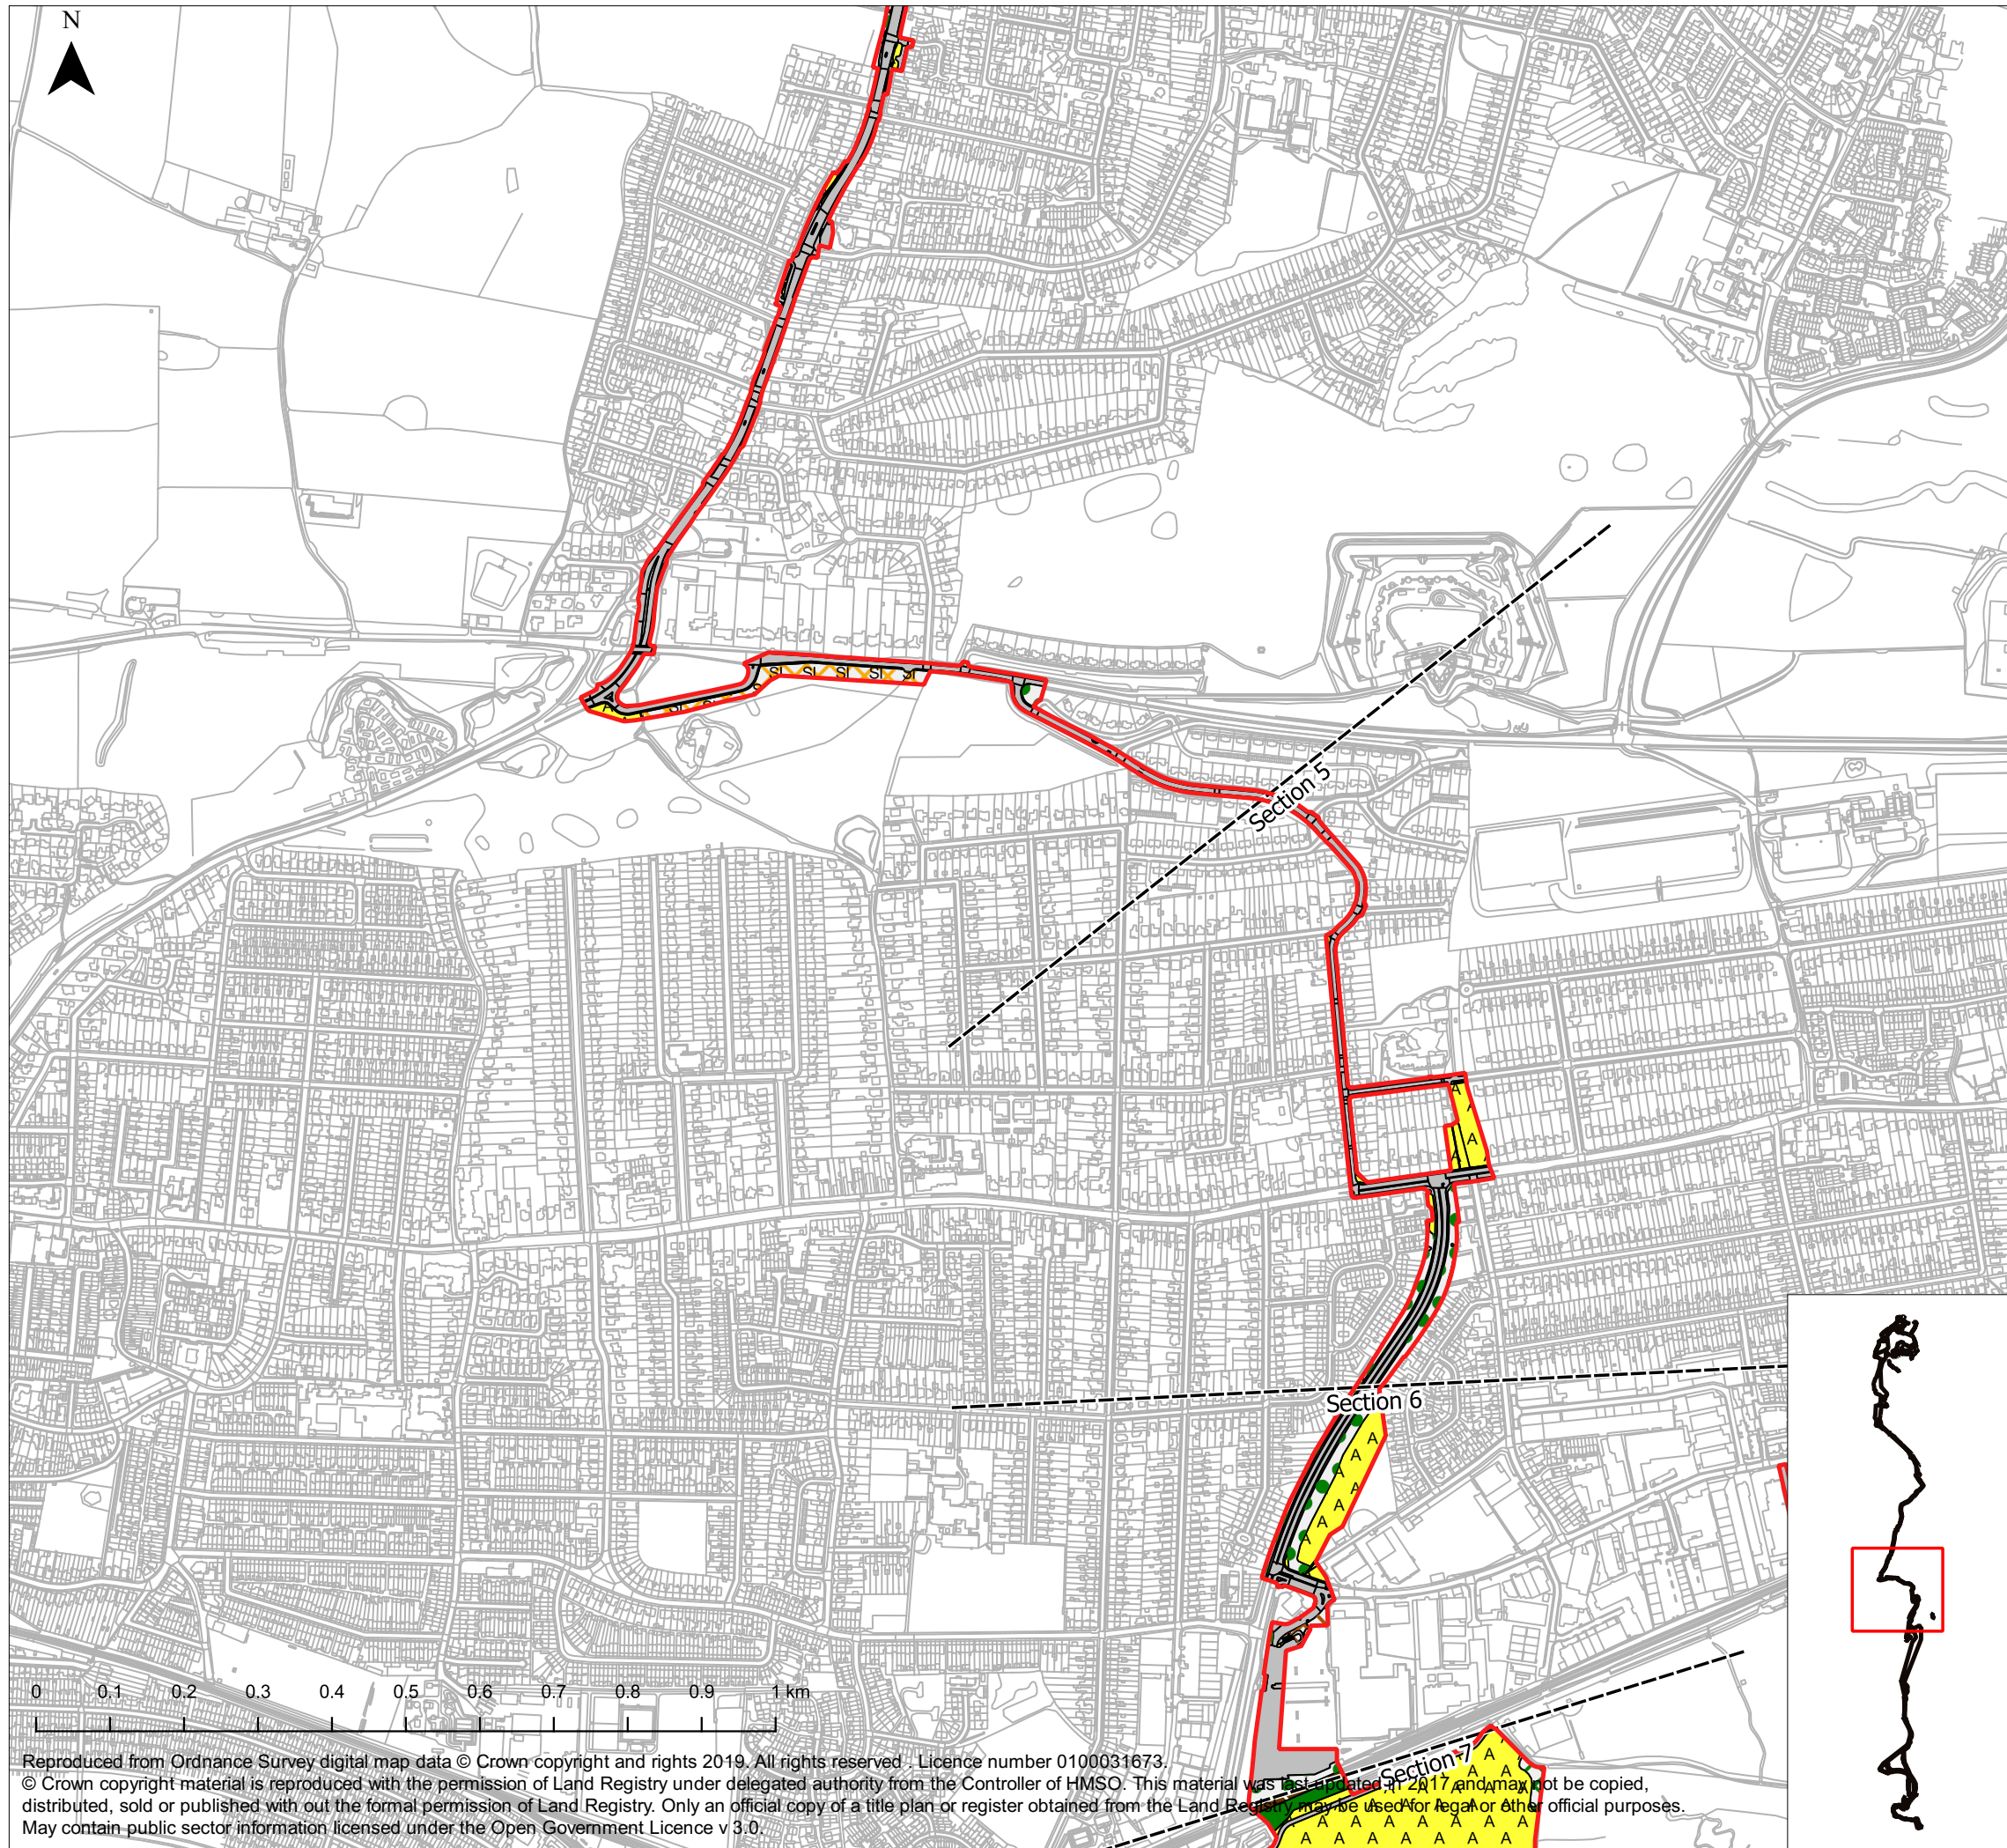 N
SI SI SI SI SI
A SI
Section 5
A
A
A
A
Section 6
A
A
A
A
A
A
A
A
0 0.1 0.2 0.3 0.4 0.5 0.6 0.7 0.8 0.9 1 km
Section 7
Reproduced from Ordnance Survey digital map data © Crown copyright and rights 2019. All rights reserved . Licence number 0100031673.
© Crown copyright material is reproduced with the permission of Land Registry under delegated authority from the Controller of HMSO. This material was last updated in 2017 and may not be copied,
distributed, sold or published with out the formal permission of Land Registry. Only an official copy of a title plan or register obtained from the Land Registry may be used for legal or other official purposes.
May contain public sector information licensed under the Open Government Licence v 3.0.
A A A A A A A
A A A A A A